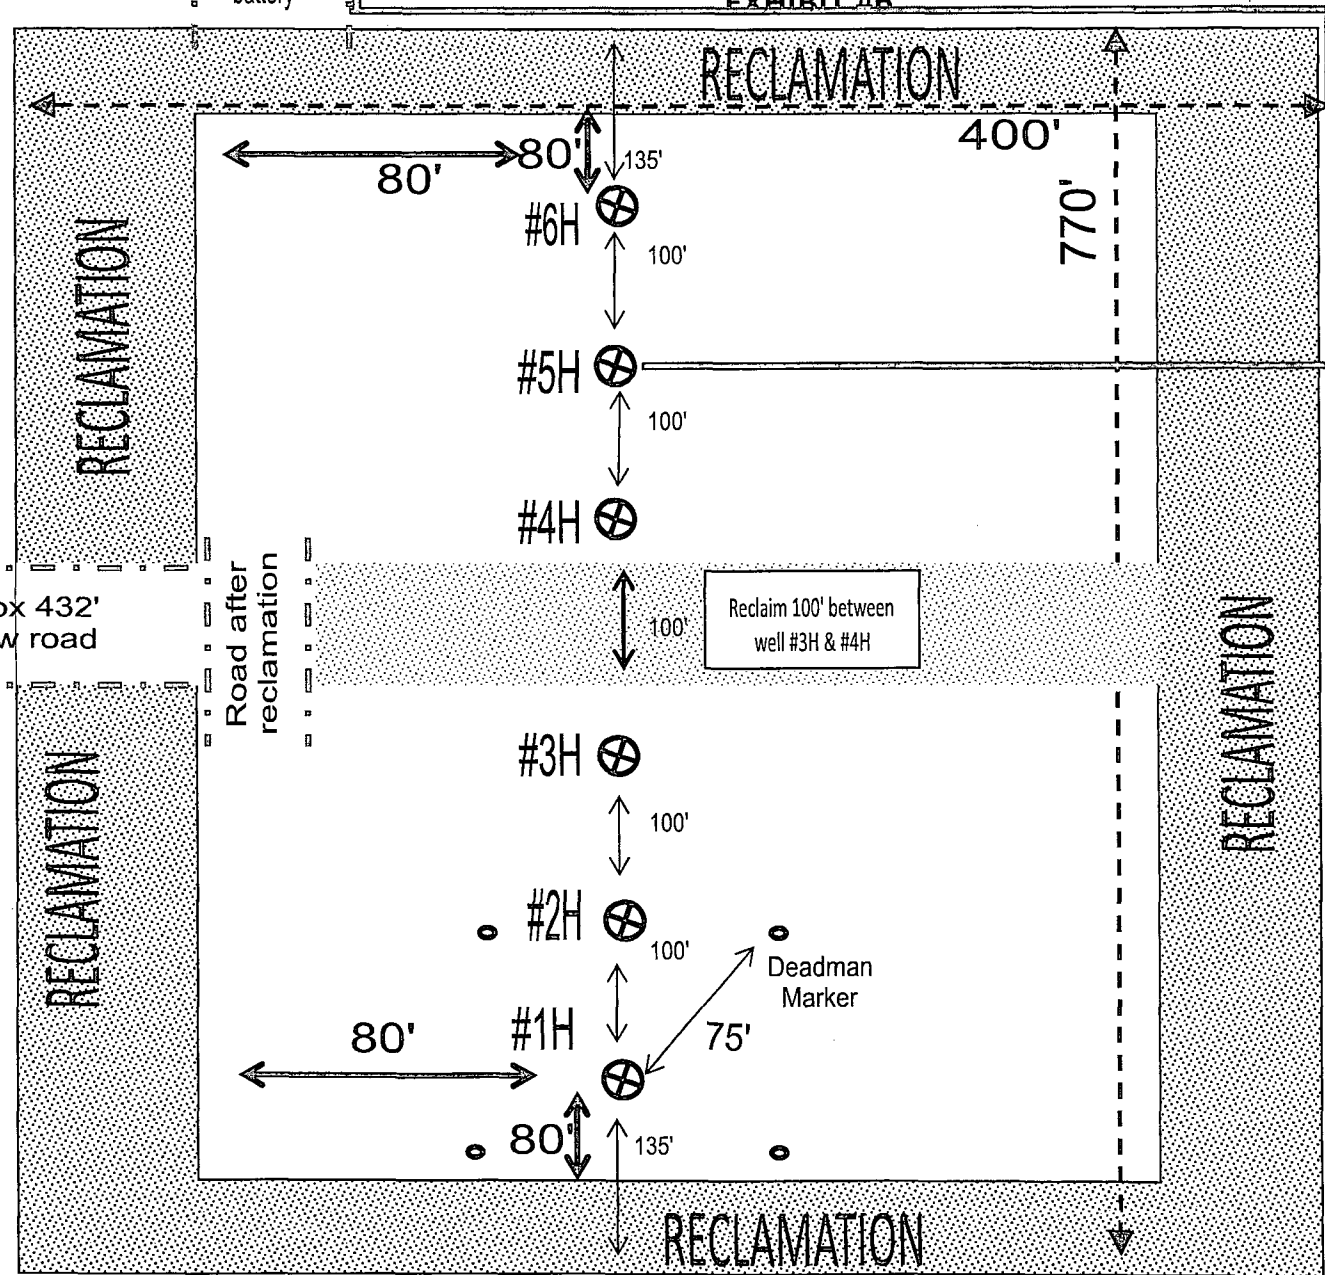 RECLAMATION
400'
80'
80'
135'
#6H
770'
100'
RECLAMATION
#5H
100'
#4H
432'
road
Road after
reclamation
100'
Reclaim 100' between
well #3H & #4H
RECLAMATION
#3H
100'
RECLAMATION
#2H
100'
Deadman
Marker
#1H
75'
80'
80'
135'
RECLAMATION